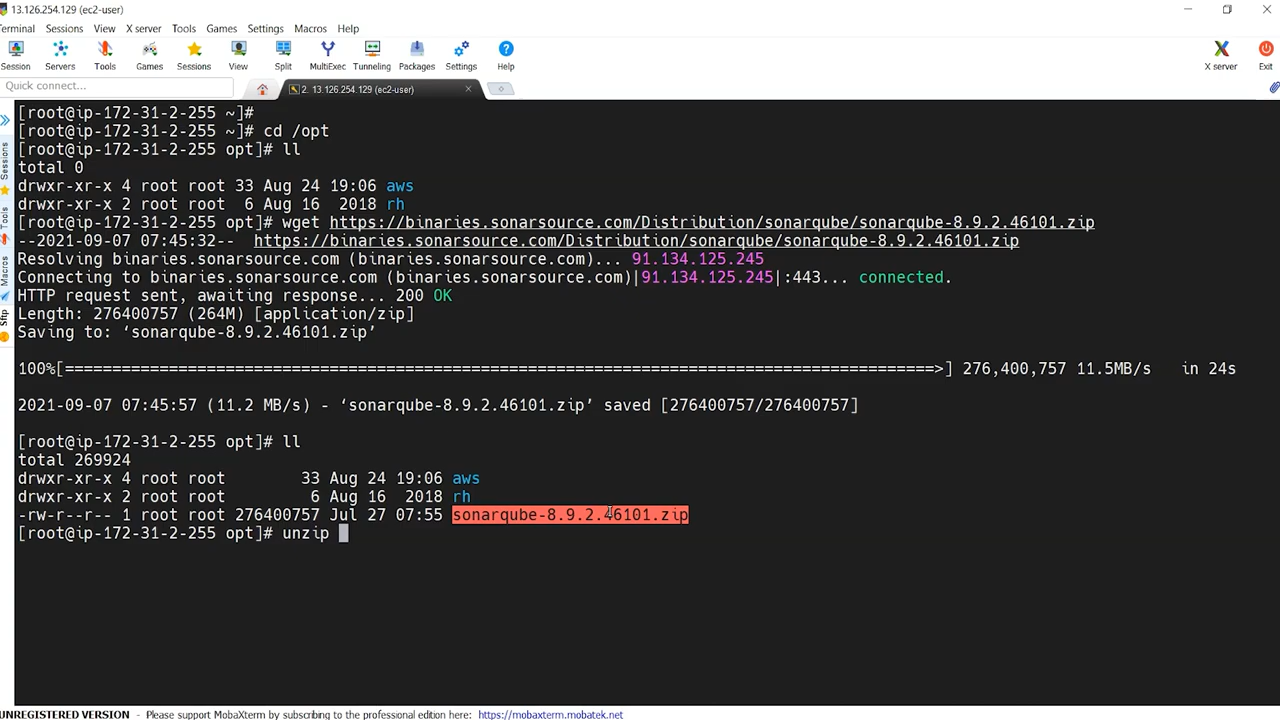 13.126.254.129 (ec2-user)
Terminal Sessions View X server Tools Games Settings Macros Help
Session Servers Tools Games Sessions View Split MultiExec Tunneling Packages Settings Help X server Exit
Quick connect...
2. 13.126.254.129 (ec2-user)
[root@ip-172-31-2-255 ~]#
[root@ip-172-31-2-255 ~]# cd /opt
[root@ip-172-31-2-255 opt]# ll
total 0
drwxr-xr-x 4 root root 33 Aug 24 19:06 aws
drwxr-xr-x 2 root root  6 Aug 16  2018 rh
[root@ip-172-31-2-255 opt]# wget https://binaries.sonarsource.com/Distribution/sonarqube/sonarqube-8.9.2.46101.zip
--2021-09-07 07:45:32--  https://binaries.sonarsource.com/Distribution/sonarqube/sonarqube-8.9.2.46101.zip
Resolving binaries.sonarsource.com (binaries.sonarsource.com)... 91.134.125.245
Connecting to binaries.sonarsource.com (binaries.sonarsource.com)|91.134.125.245|:443... connected.
HTTP request sent, awaiting response... 200 OK
Length: 276400757 (264M) [application/zip]
Saving to: ‘sonarqube-8.9.2.46101.zip’
100%[============================================================================================>] 276,400,757 11.5MB/s   in 24s
2021-09-07 07:45:57 (11.2 MB/s) - ‘sonarqube-8.9.2.46101.zip’ saved [276400757/276400757]
[root@ip-172-31-2-255 opt]# ll
total 269924
drwxr-xr-x 4 root root        33 Aug 24 19:06 aws
drwxr-xr-x 2 root root         6 Aug 16  2018 rh
-rw-r--r-- 1 root root 276400757 Jul 27 07:55 sonarqube-8.9.2.46101.zip
[root@ip-172-31-2-255 opt]# unzip
Sessions
Tools
Macros
Sftp
UNREGISTERED VERSION - Please support MobaXterm by subscribing to the professional edition here: https://mobaxterm.mobatek.net